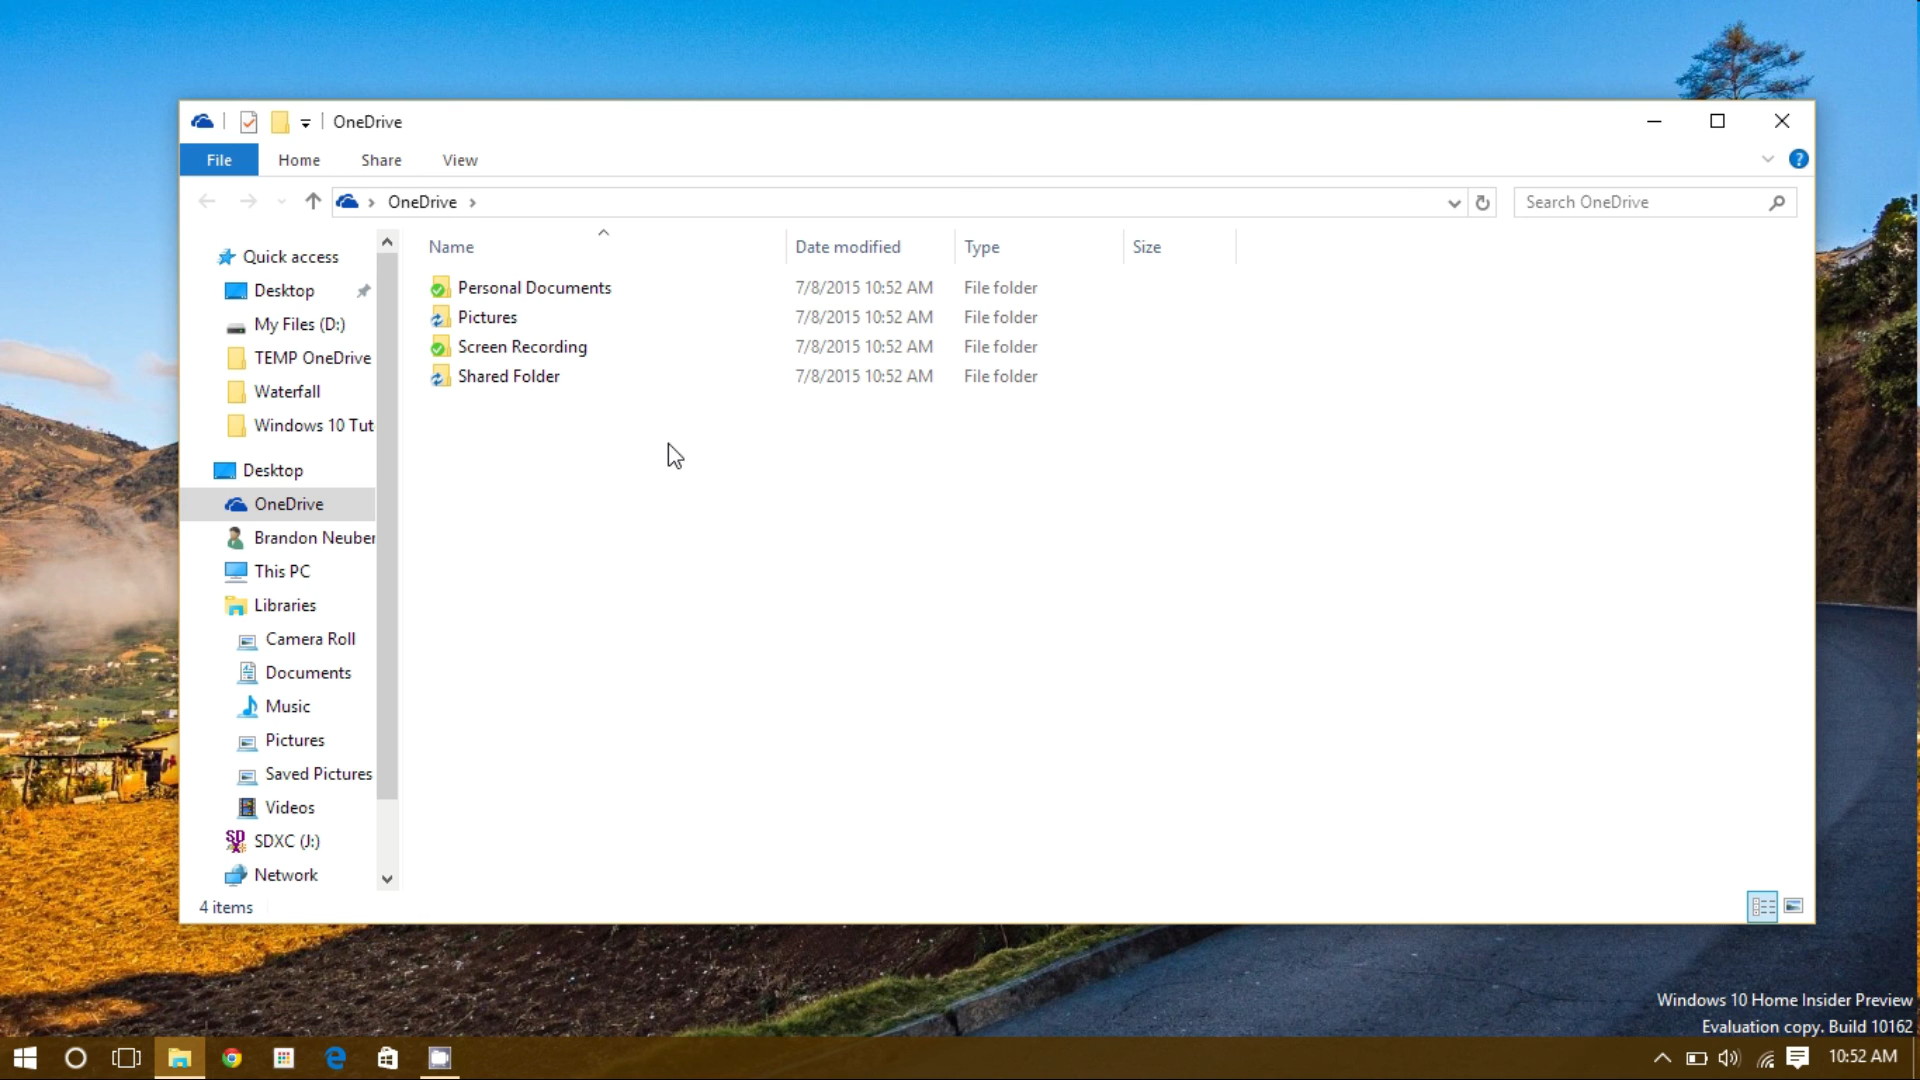 OneDrive
File Home Share View
OneDrive
Search OneDrive
Name Date modified Type Size
Personal Documents 7/8/2015 10:52 AM File folder
Pictures 7/8/2015 10:52 AM File folder
Screen Recording 7/8/2015 10:52 AM File folder
Shared Folder 7/8/2015 10:52 AM File folder
Quick access
Desktop
My Files (D:)
TEMP OneDrive
Waterfall
Windows 10 Tut
Desktop
OneDrive
Brandon Neuber
This PC
Libraries
Camera Roll
Documents
Music
Pictures
Saved Pictures
Videos
SD SDXC (J:)
Network
4 items
Windows 10 Home Insider Preview
Evaluation copy. Build 10162
10:52 AM